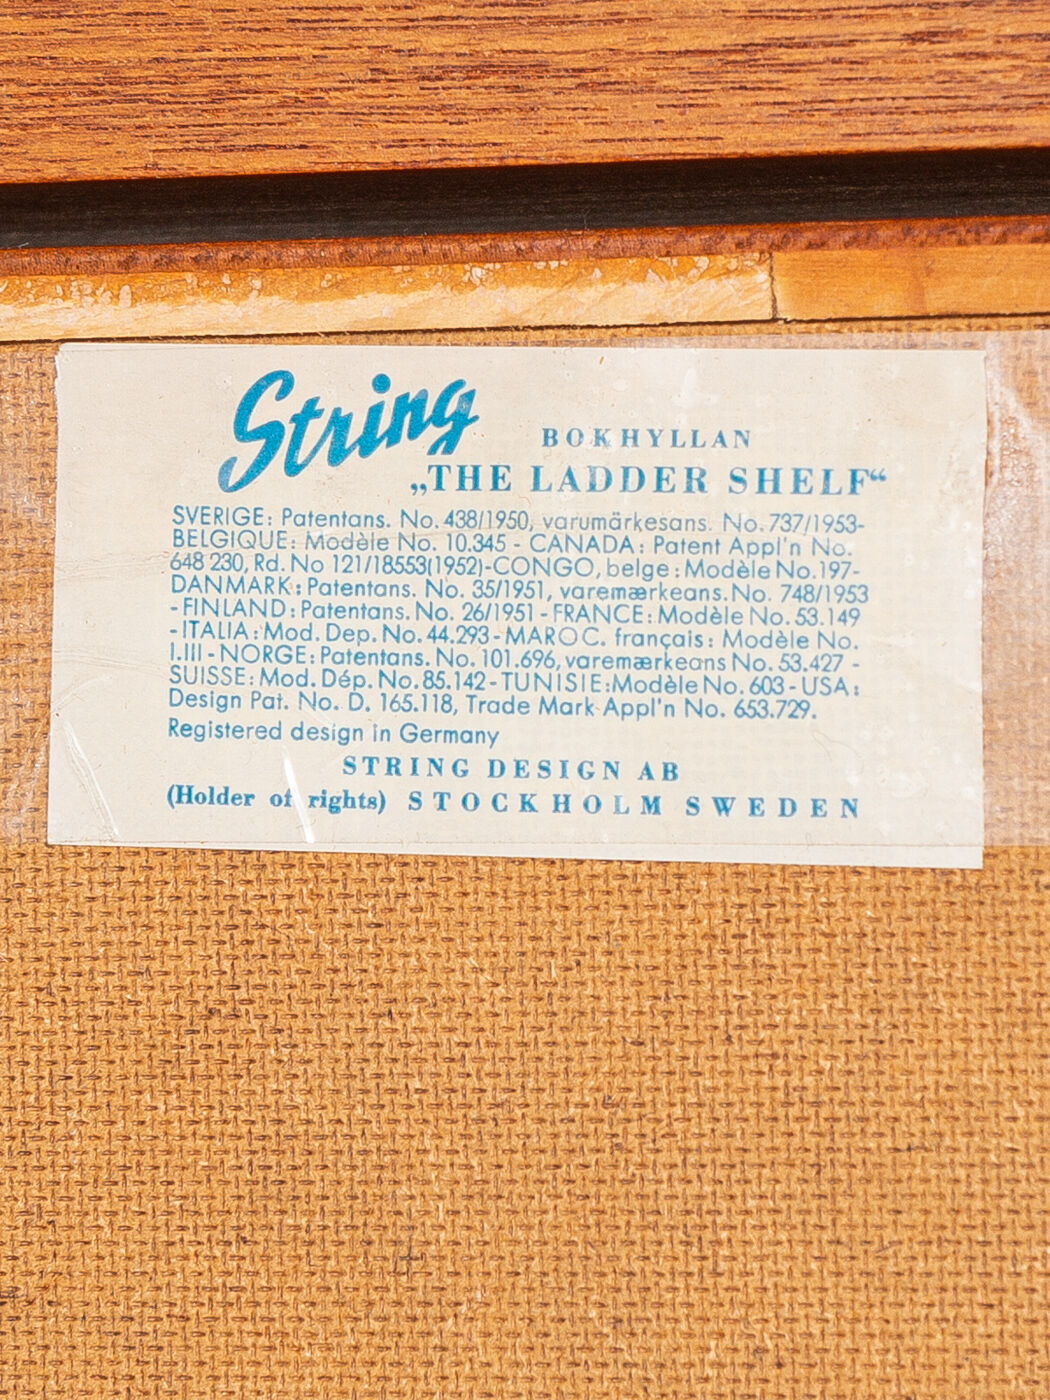 String
BOKHYLLAN
„THE LADDER SHELF“
SVERIGE: Patentans. No. 438/1950, varumärkesans. No. 737/1953-
BELGIQUE: Modèle No. 10.345 - CANADA: Patent Appl'n No.
648 230, Rd. No 121/18553(1952)-CONGO, belge: Modèle No. 197-
DANMARK: Patentans. No. 35/1951, varemærkeans. No. 748/1953
- FINLAND: Patentans. No. 26/1951 - FRANCE: Modèle No. 53.149
- ITALIA: Mod. Dep. No. 44.293 - MAROC. français: Modèle No.
I.III - NORGE: Patentans. No. 101.696, varemærkeans No. 53.427 -
SUISSE: Mod. Dép. No. 85.142 - TUNISIE: Modèle No. 603 - USA:
Design Pat. No. D. 165.118, Trade Mark Appl'n No. 653.729.
Registered design in Germany
STRING DESIGN AB
(Holder of rights) STOCKHOLM SWEDEN